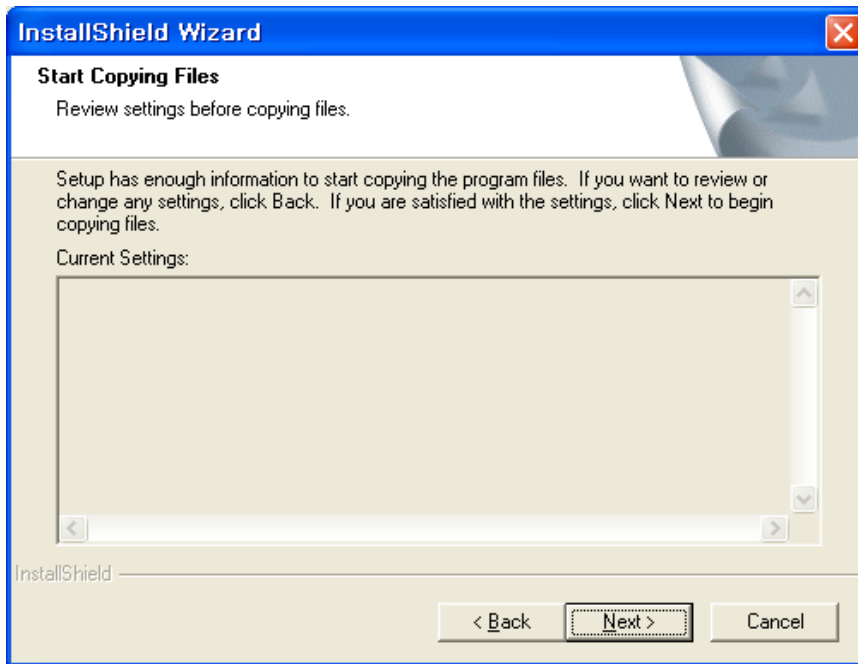 InstallShield Wizard
Start Copying Files
Review settings before copying files.
Setup has enough information to start copying the program files.  If you want to review or
change any settings, click Back.  If you are satisfied with the settings, click Next to begin
copying files.
Current Settings:
InstallShield
< Back Next > Cancel